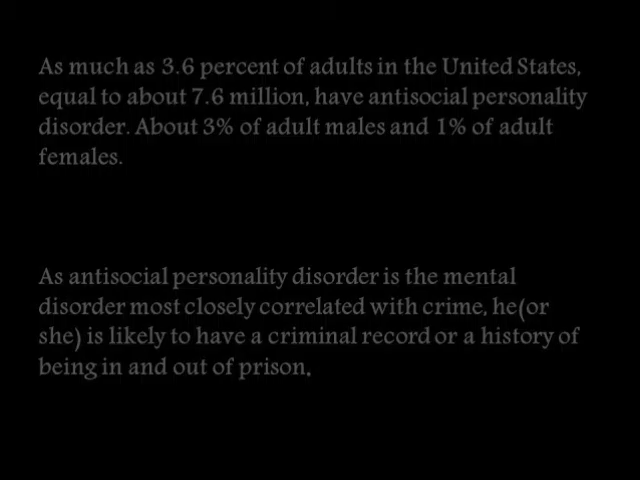 As much as 3.6 percent of adults in the United States,
equal to about 7.6 million, have antisocial personality
disorder. About 3% of adult males and 1% of adult
females.
As antisocial personality disorder is the mental
disorder most closely correlated with crime, he(or
she) is likely to have a criminal record or a history of
being in and out of prison.